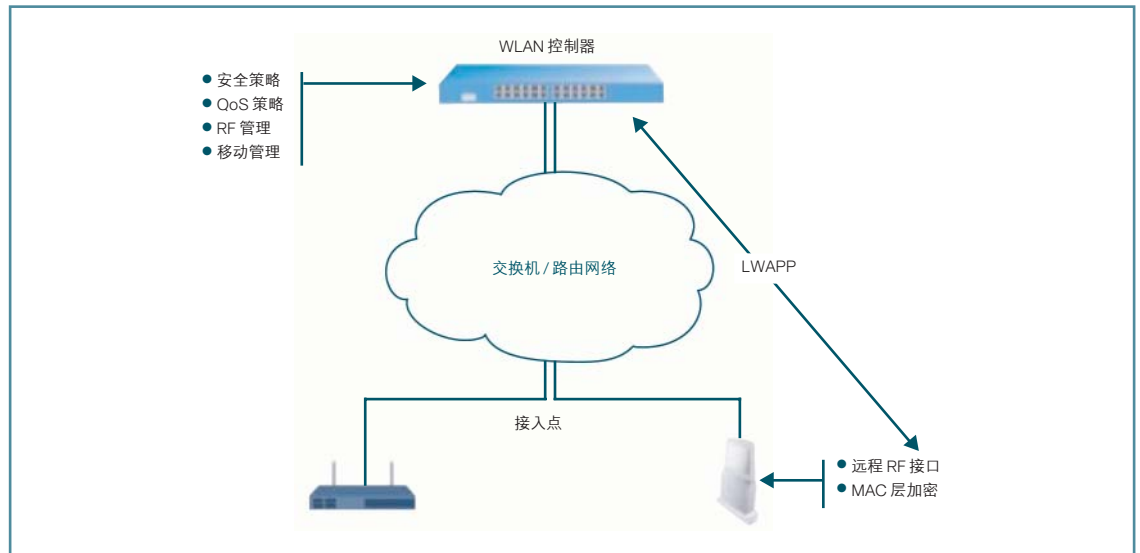 WLAN 控制器
● 安全策略
● QoS 策略
● RF 管理
● 移动管理
交换机 / 路由网络
LWAPP
接入点
● 远程 RF 接口
● MAC 层加密